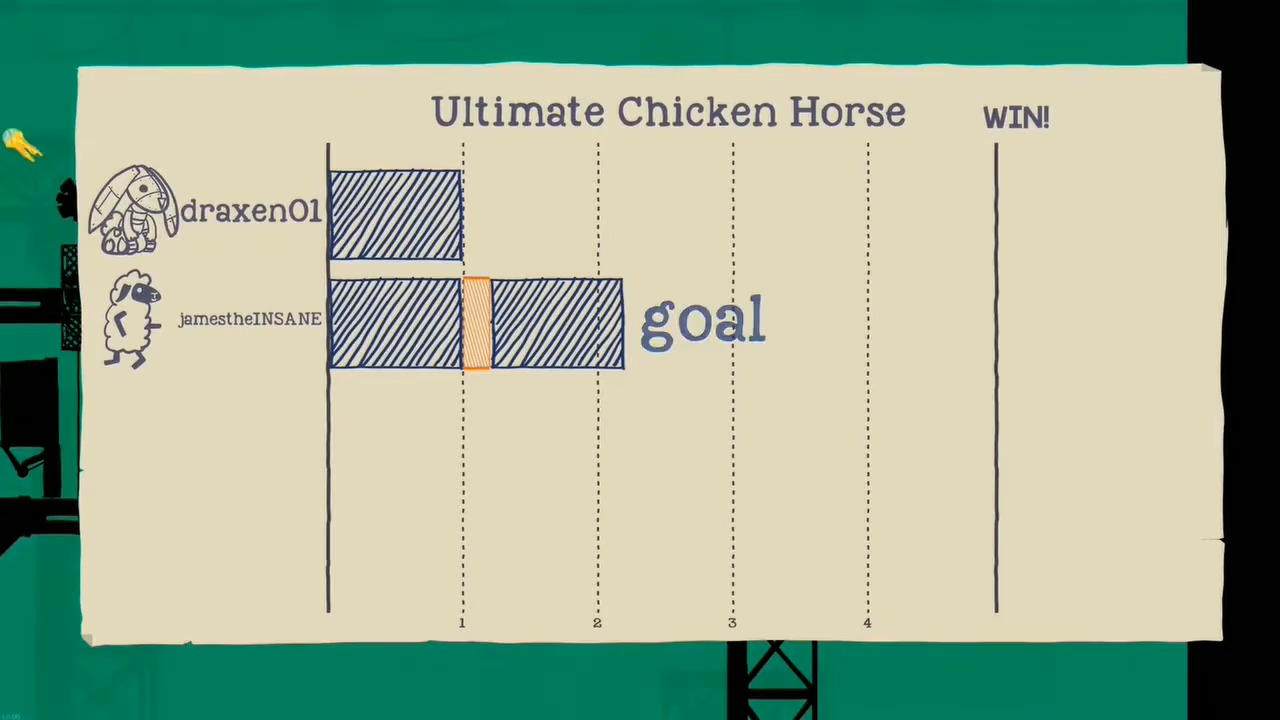 Ultimate Chicken Horse
WIN!
draxen01
jamestheINSANE
goal
1 2 3 4